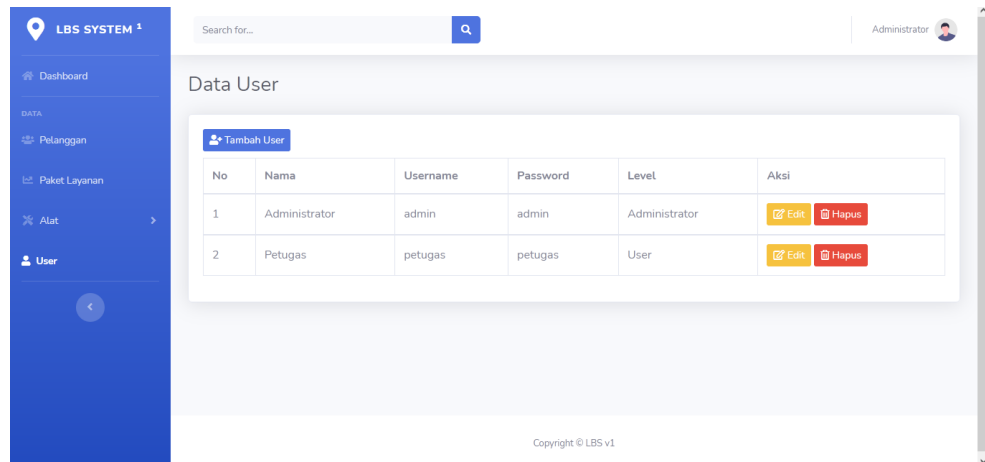 LBS SYSTEM ¹
Search for...
Administrator
Dashboard
DATA
Pelanggan
Paket Layanan
Alat
User
Data User
Tambah User
No Nama Username Password Level Aksi
1 Administrator admin admin Administrator Edit Hapus
2 Petugas petugas petugas User Edit Hapus
Copyright © LBS v1